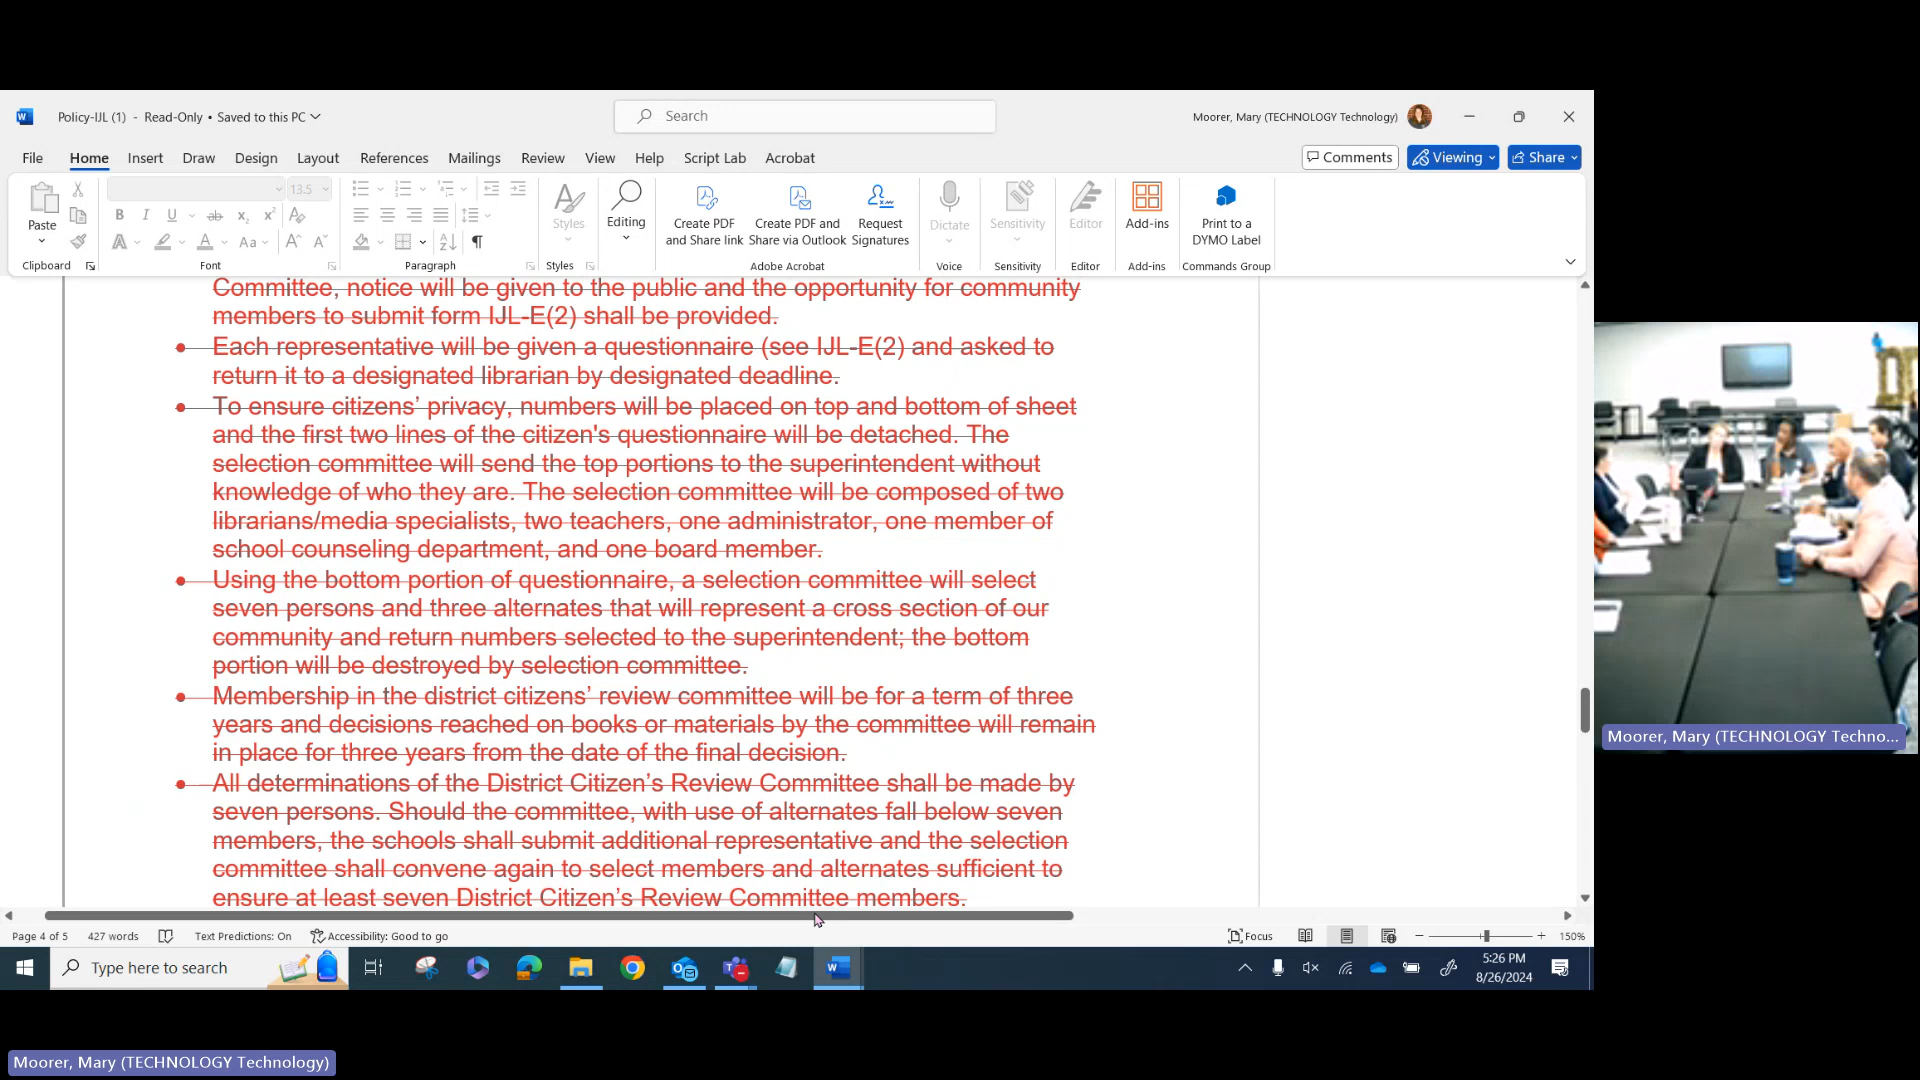 Policy-IJL (1) - Read-Only • Saved to this PC
Search
Moorer, Mary (TECHNOLOGY Technology)
File Home Insert Draw Design Layout References Mailings Review View Help Script Lab Acrobat
Comments Viewing Share
13.5
Paste
Styles
Editing
Create PDF and Share link
Create PDF and Share via Outlook
Request Signatures
Dictate
Sensitivity
Editor
Add-ins
Print to a DYMO Label
Clipboard Font Paragraph Styles Adobe Acrobat Voice Sensitivity Editor Add-ins Commands Group
Committee, notice will be given to the public and the opportunity for community
members to submit form IJL-E(2) shall be provided.
• Each representative will be given a questionnaire (see IJL-E(2) and asked to
return it to a designated librarian by designated deadline.
• To ensure citizens’ privacy, numbers will be placed on top and bottom of sheet
and the first two lines of the citizen's questionnaire will be detached. The
selection committee will send the top portions to the superintendent without
knowledge of who they are. The selection committee will be composed of two
librarians/media specialists, two teachers, one administrator, one member of
school counseling department, and one board member.
• Using the bottom portion of questionnaire, a selection committee will select
seven persons and three alternates that will represent a cross section of our
community and return numbers selected to the superintendent; the bottom
portion will be destroyed by selection committee.
• Membership in the district citizens’ review committee will be for a term of three
years and decisions reached on books or materials by the committee will remain
in place for three years from the date of the final decision.
• All determinations of the District Citizen’s Review Committee shall be made by
seven persons. Should the committee, with use of alternates fall below seven
members, the schools shall submit additional representative and the selection
committee shall convene again to select members and alternates sufficient to
ensure at least seven District Citizen’s Review Committee members.
Page 4 of 5 427 words Text Predictions: On Accessibility: Good to go
Focus 150%
Type here to search
5:26 PM
8/26/2024
Moorer, Mary (TECHNOLOGY Techno...
Moorer, Mary (TECHNOLOGY Technology)